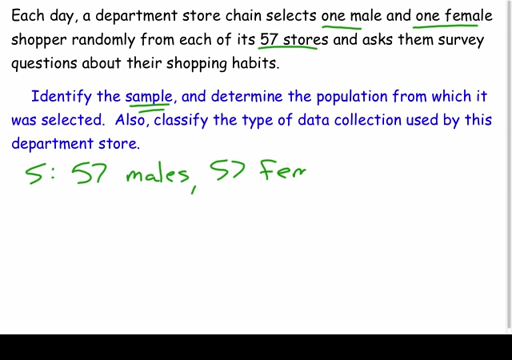 Each day, a department store chain selects one male and one female
shopper randomly from each of its 57 stores and asks them survey
questions about their shopping habits.
Identify the sample, and determine the population from which it
was selected. Also, classify the type of data collection used by this
department store.
S: 57 males, 57 fem